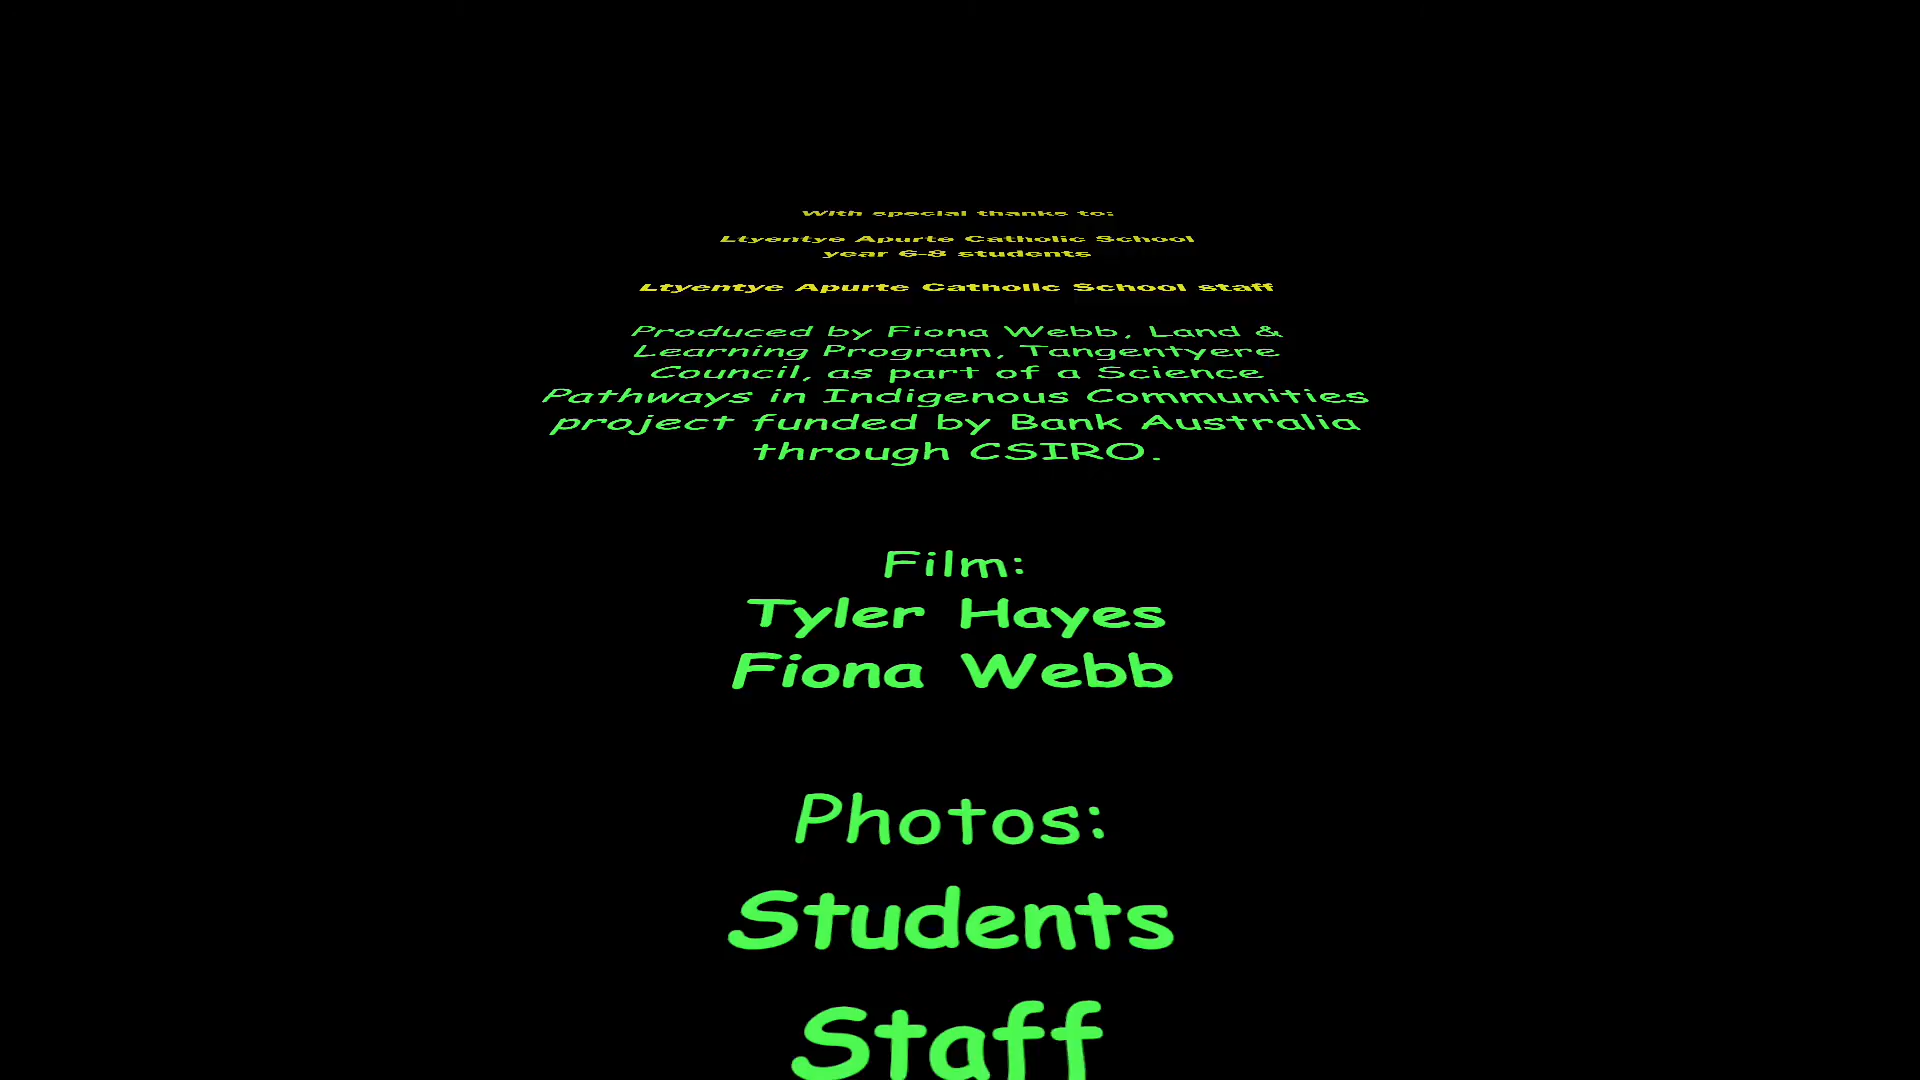 With special thanks to:
Ltyentye Apurte Catholic School
year 6-8 students
Ltyentye Apurte Catholic School staff
Produced by Fiona Webb, Land &
Learning Program, Tangentyere
Council, as part of a Science
Pathways in Indigenous Communities
project funded by Bank Australia
through CSIRO.
Film:
Tyler Hayes
Fiona Webb
Photos:
Students
Staff